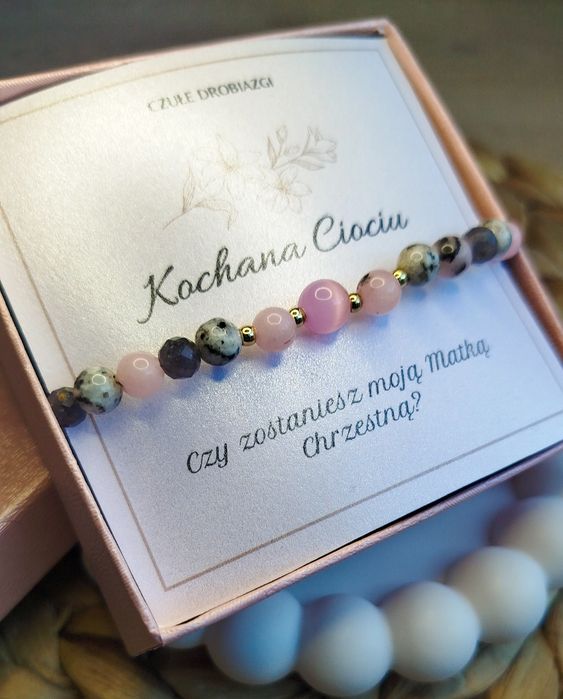 CZUŁE DROBIAZGI
Kochana Ciociu
Czy zostaniesz moją Matką
Chrzestną?